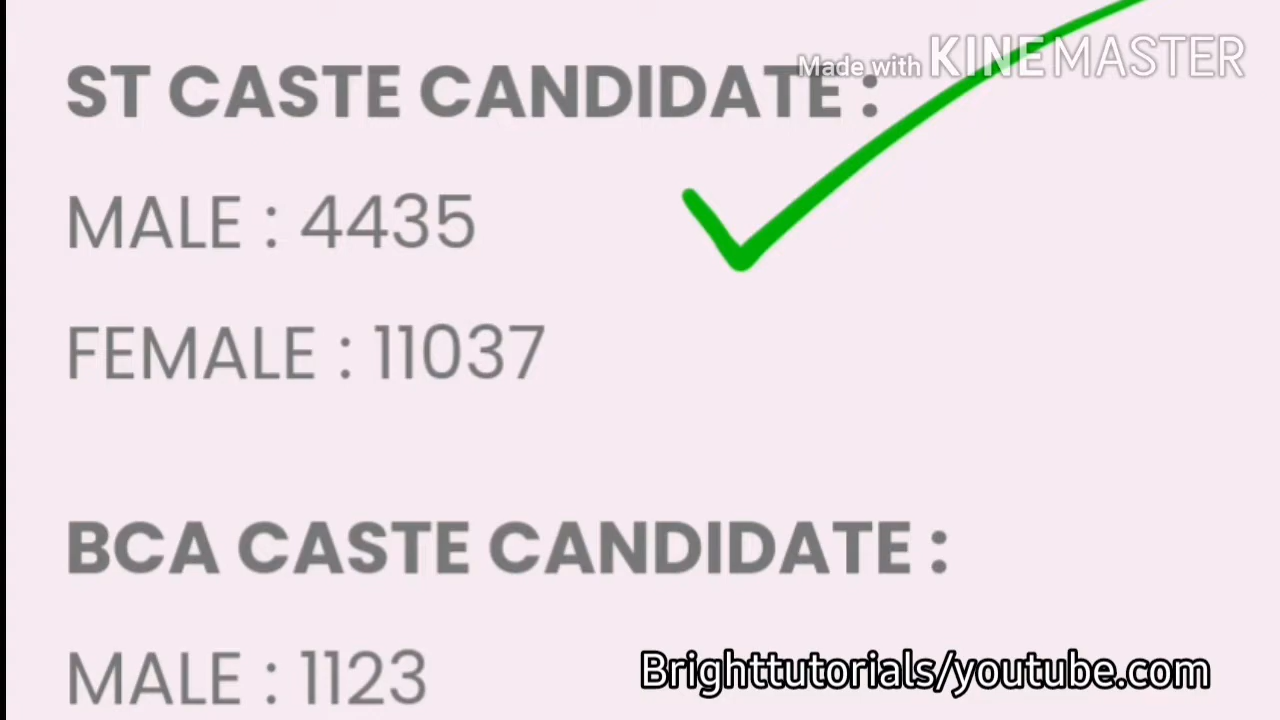 Made with KINEMASTER
ST CASTE CANDIDATE :
MALE : 4435
FEMALE : 11037
BCA CASTE CANDIDATE :
MALE : 1123
Brighttutorials/youtube.com